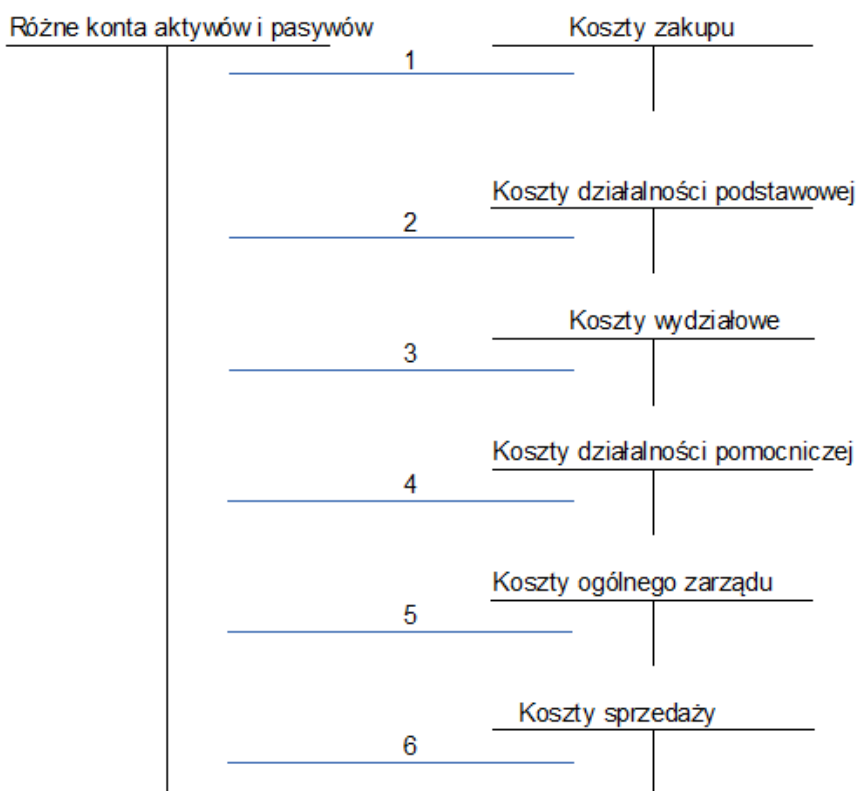 Różne konta aktywów i pasywów
Koszty zakupu
1
Koszty działalności podstawowej
2
Koszty wydziałowe
3
Koszty działalności pomocniczej
4
Koszty ogólnego zarządu
5
Koszty sprzedaży
6